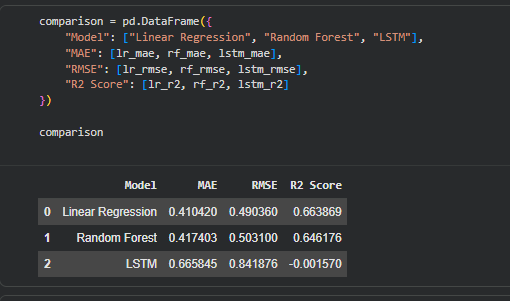 comparison = pd.DataFrame({
"Model": ["Linear Regression", "Random Forest", "LSTM"],
"MAE": [lr_mae, rf_mae, lstm_mae],
"RMSE": [lr_rmse, rf_rmse, lstm_rmse],
"R2 Score": [lr_r2, rf_r2, lstm_r2]
})
comparison
Model MAE RMSE R2 Score
0 Linear Regression 0.410420 0.490360 0.663869
1 Random Forest 0.417403 0.503100 0.646176
2 LSTM 0.665845 0.841876 -0.001570